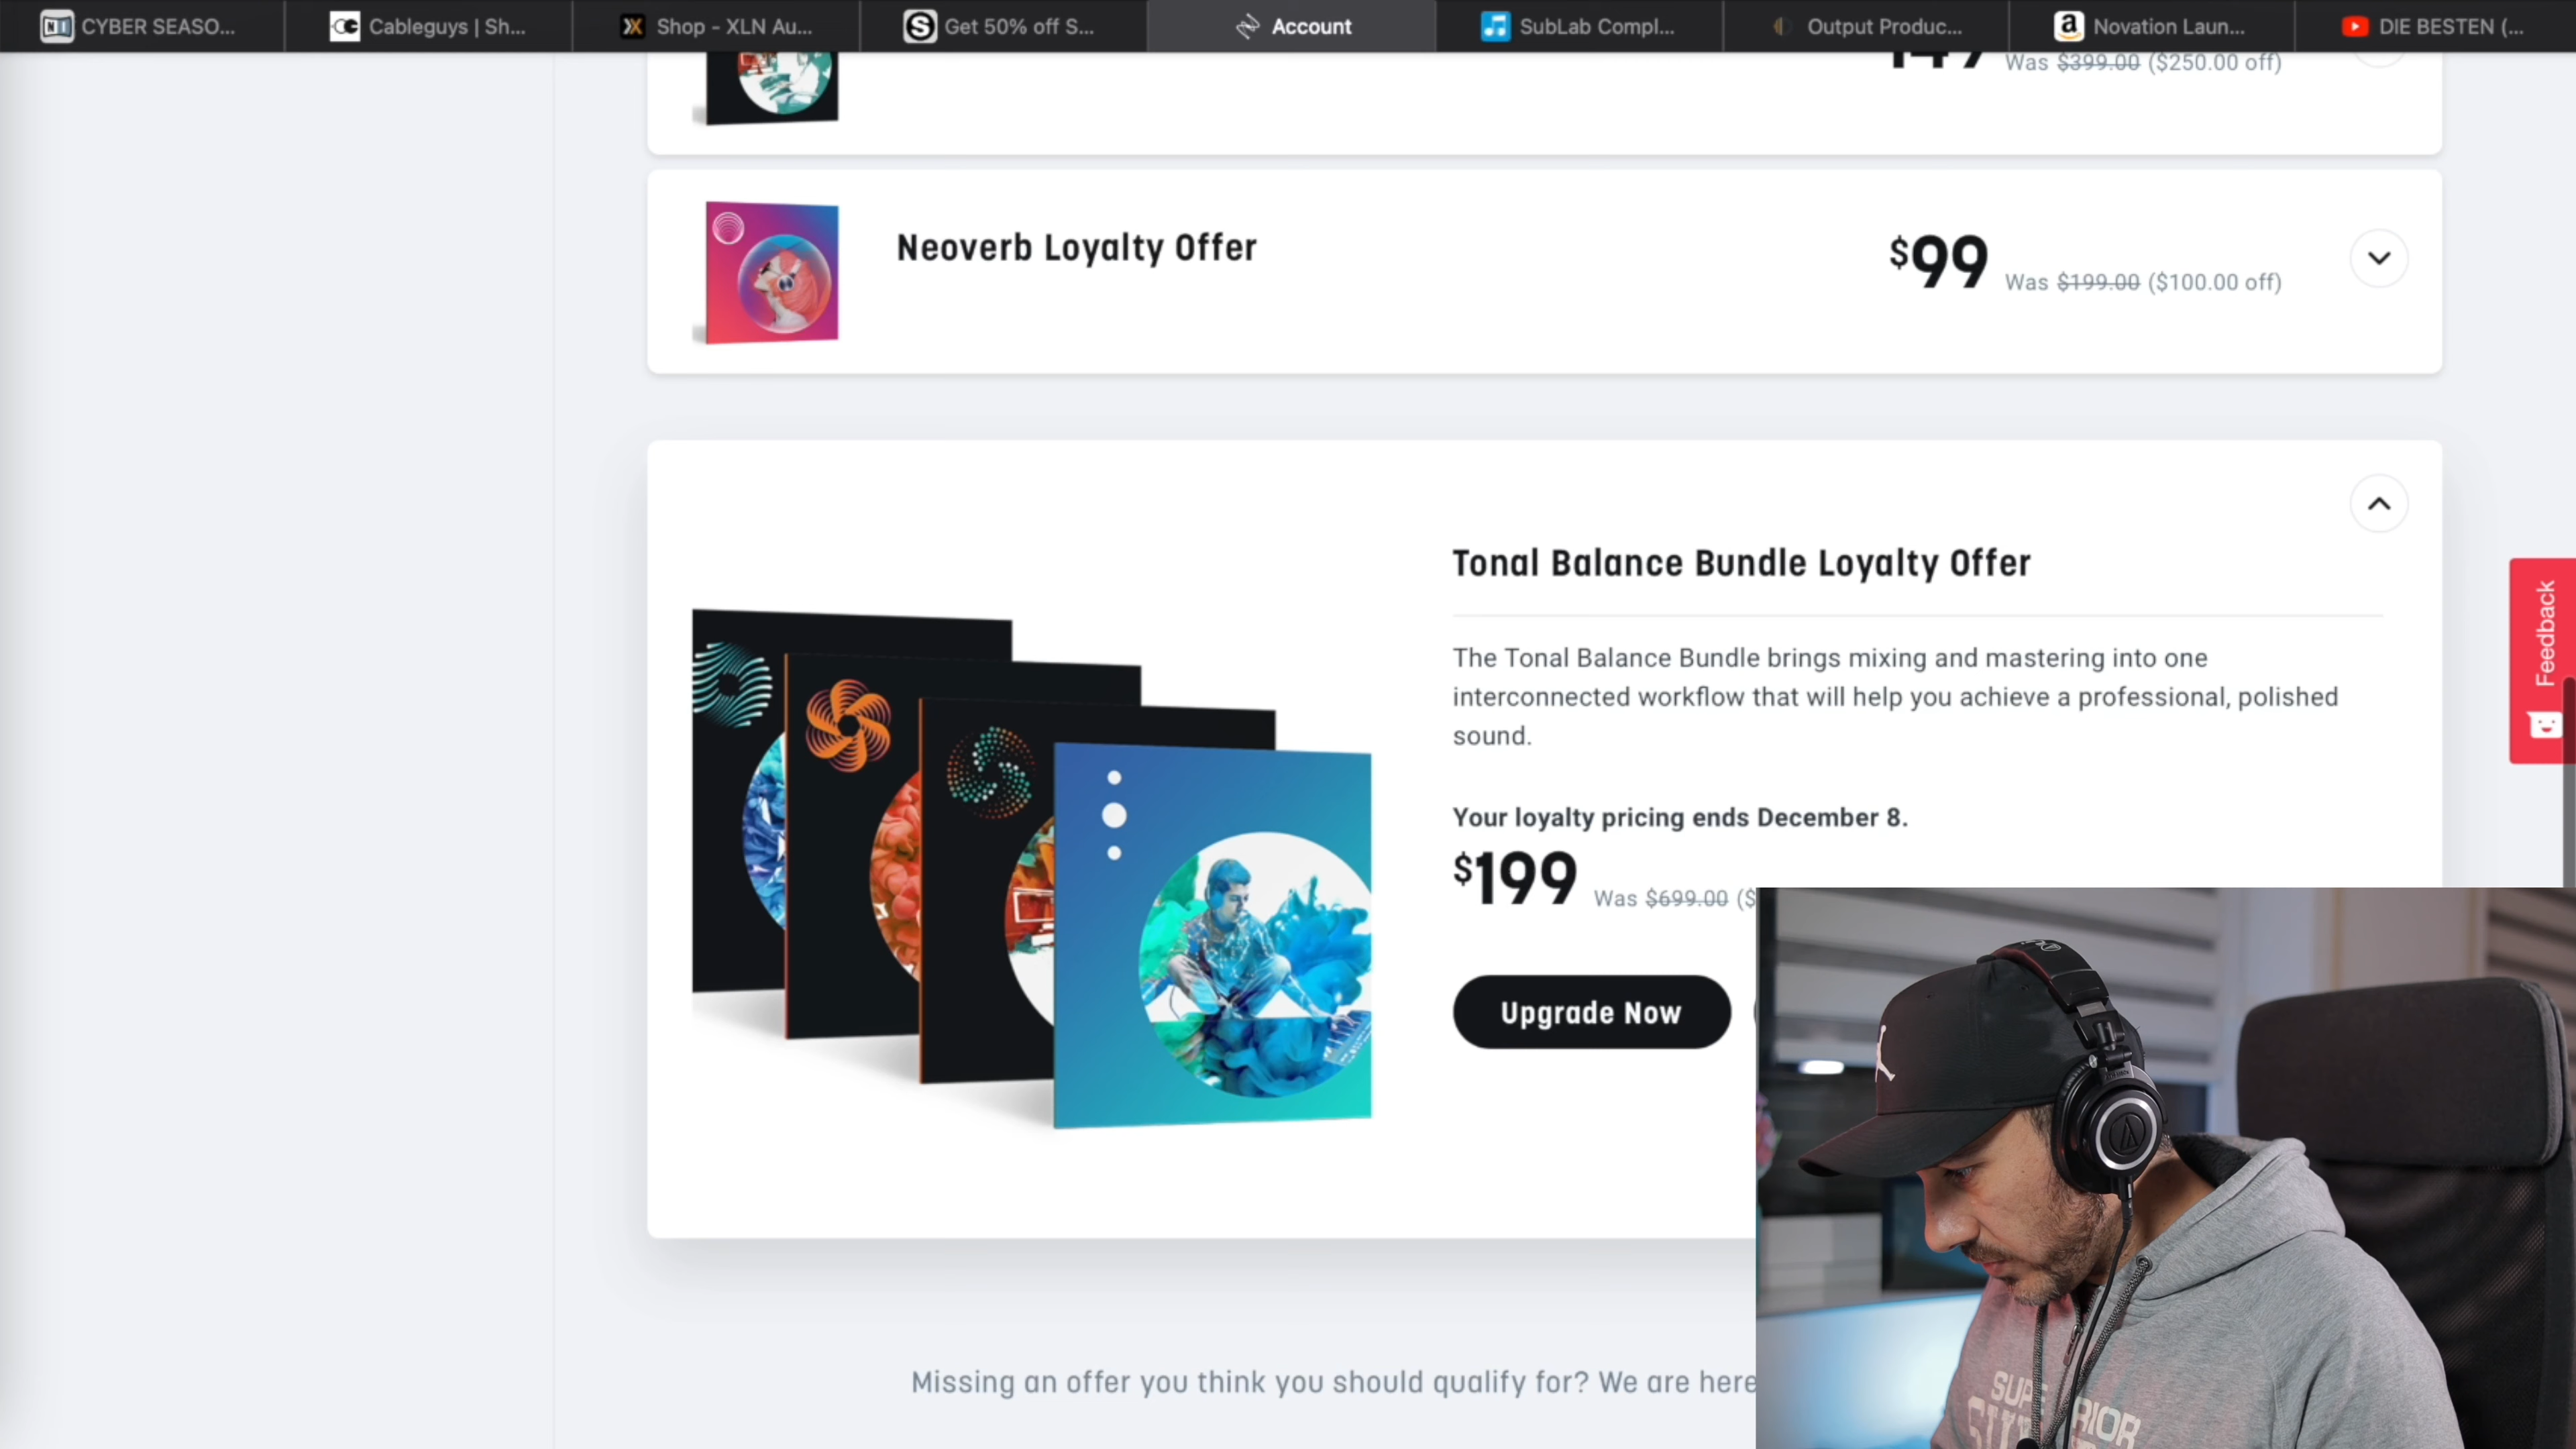 CYBER SEASO...
Cableguys | Sh...
Shop - XLN Au...
Get 50% off S...
Account
SubLab Compl...
Output Produc...
Novation Laun...
DIE BESTEN (...
Was $399.00 ($250.00 off)
Neoverb Loyalty Offer
$99 Was $199.00 ($100.00 off)
Tonal Balance Bundle Loyalty Offer
The Tonal Balance Bundle brings mixing and mastering into one
interconnected workflow that will help you achieve a professional, polished
sound.
Your loyalty pricing ends December 8.
$199 Was $699.00 ($
Upgrade Now
Feedback
Missing an offer you think you should qualify for? We are here